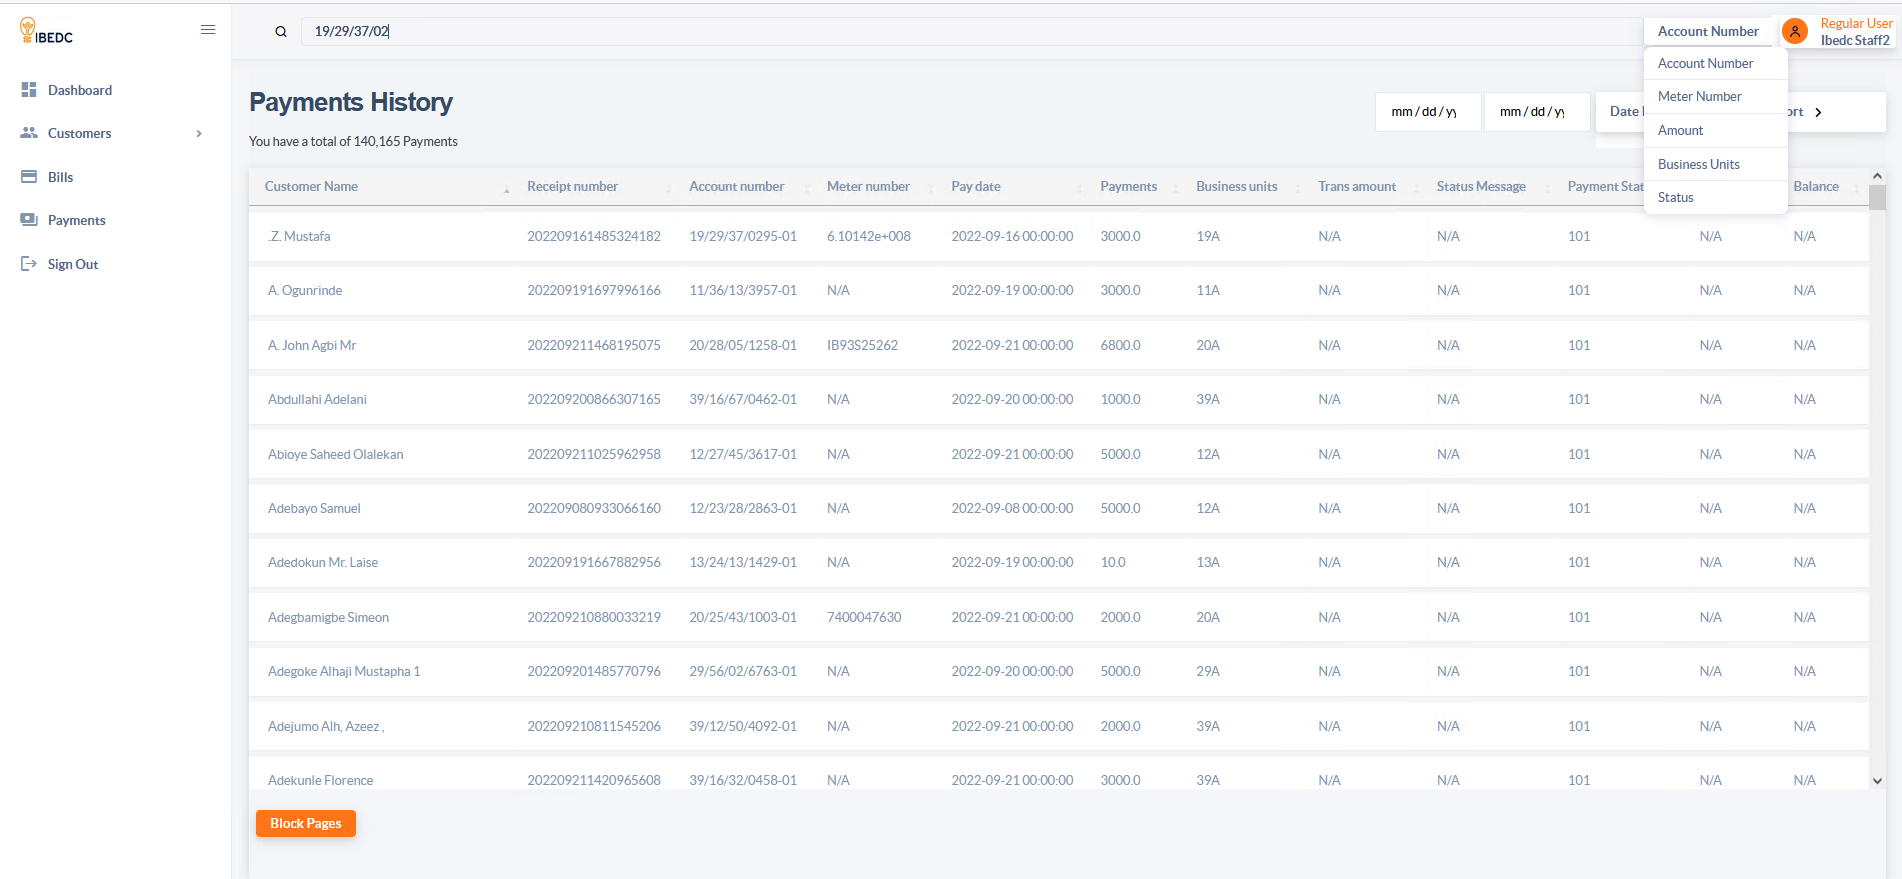 IBEDC
19/29/37/02
Account Number
Regular User
Ibedc Staff2
Account Number
Meter Number
Amount
Business Units
Status
Dashboard
Customers
Bills
Payments
Sign Out
Payments History
You have a total of 140,165 Payments
mm/dd/yy mm/dd/yy Date
Customer Name Receipt number Account number Meter number Pay date Payments Business units Trans amount Status Message Payment Stat Balance
.Z. Mustafa 202209161485324182 19/29/37/0295-01 6.10142e+008 2022-09-16 00:00:00 3000.0 19A N/A N/A 101 N/A N/A
A. Ogunrinde 202209191697996166 11/36/13/3957-01 N/A 2022-09-19 00:00:00 3000.0 11A N/A N/A 101 N/A N/A
A. John Agbi Mr 202209211468195075 20/28/05/1258-01 IB93S25262 2022-09-21 00:00:00 6800.0 20A N/A N/A 101 N/A N/A
Abdullahi Adelani 202209200866307165 39/16/67/0462-01 N/A 2022-09-20 00:00:00 1000.0 39A N/A N/A 101 N/A N/A
Abioye Saheed Olalekan 202209211025962958 12/27/45/3617-01 N/A 2022-09-21 00:00:00 5000.0 12A N/A N/A 101 N/A N/A
Adebayo Samuel 202209080933066160 12/23/28/2863-01 N/A 2022-09-08 00:00:00 5000.0 12A N/A N/A 101 N/A N/A
Adedokun Mr. Laise 202209191667882956 13/24/13/1429-01 N/A 2022-09-19 00:00:00 10.0 13A N/A N/A 101 N/A N/A
Adegbamigbe Simeon 202209210880033219 20/25/43/1003-01 7400047630 2022-09-21 00:00:00 2000.0 20A N/A N/A 101 N/A N/A
Adegoke Alhaji Mustapha 1 202209201485770796 29/56/02/6763-01 N/A 2022-09-20 00:00:00 5000.0 29A N/A N/A 101 N/A N/A
Adejumo Alh, Azeez , 202209210811545206 39/12/50/4092-01 N/A 2022-09-21 00:00:00 2000.0 39A N/A N/A 101 N/A N/A
Adekunle Florence 202209211420965608 39/16/32/0458-01 N/A 2022-09-21 00:00:00 3000.0 39A N/A N/A 101 N/A N/A
Block Pages